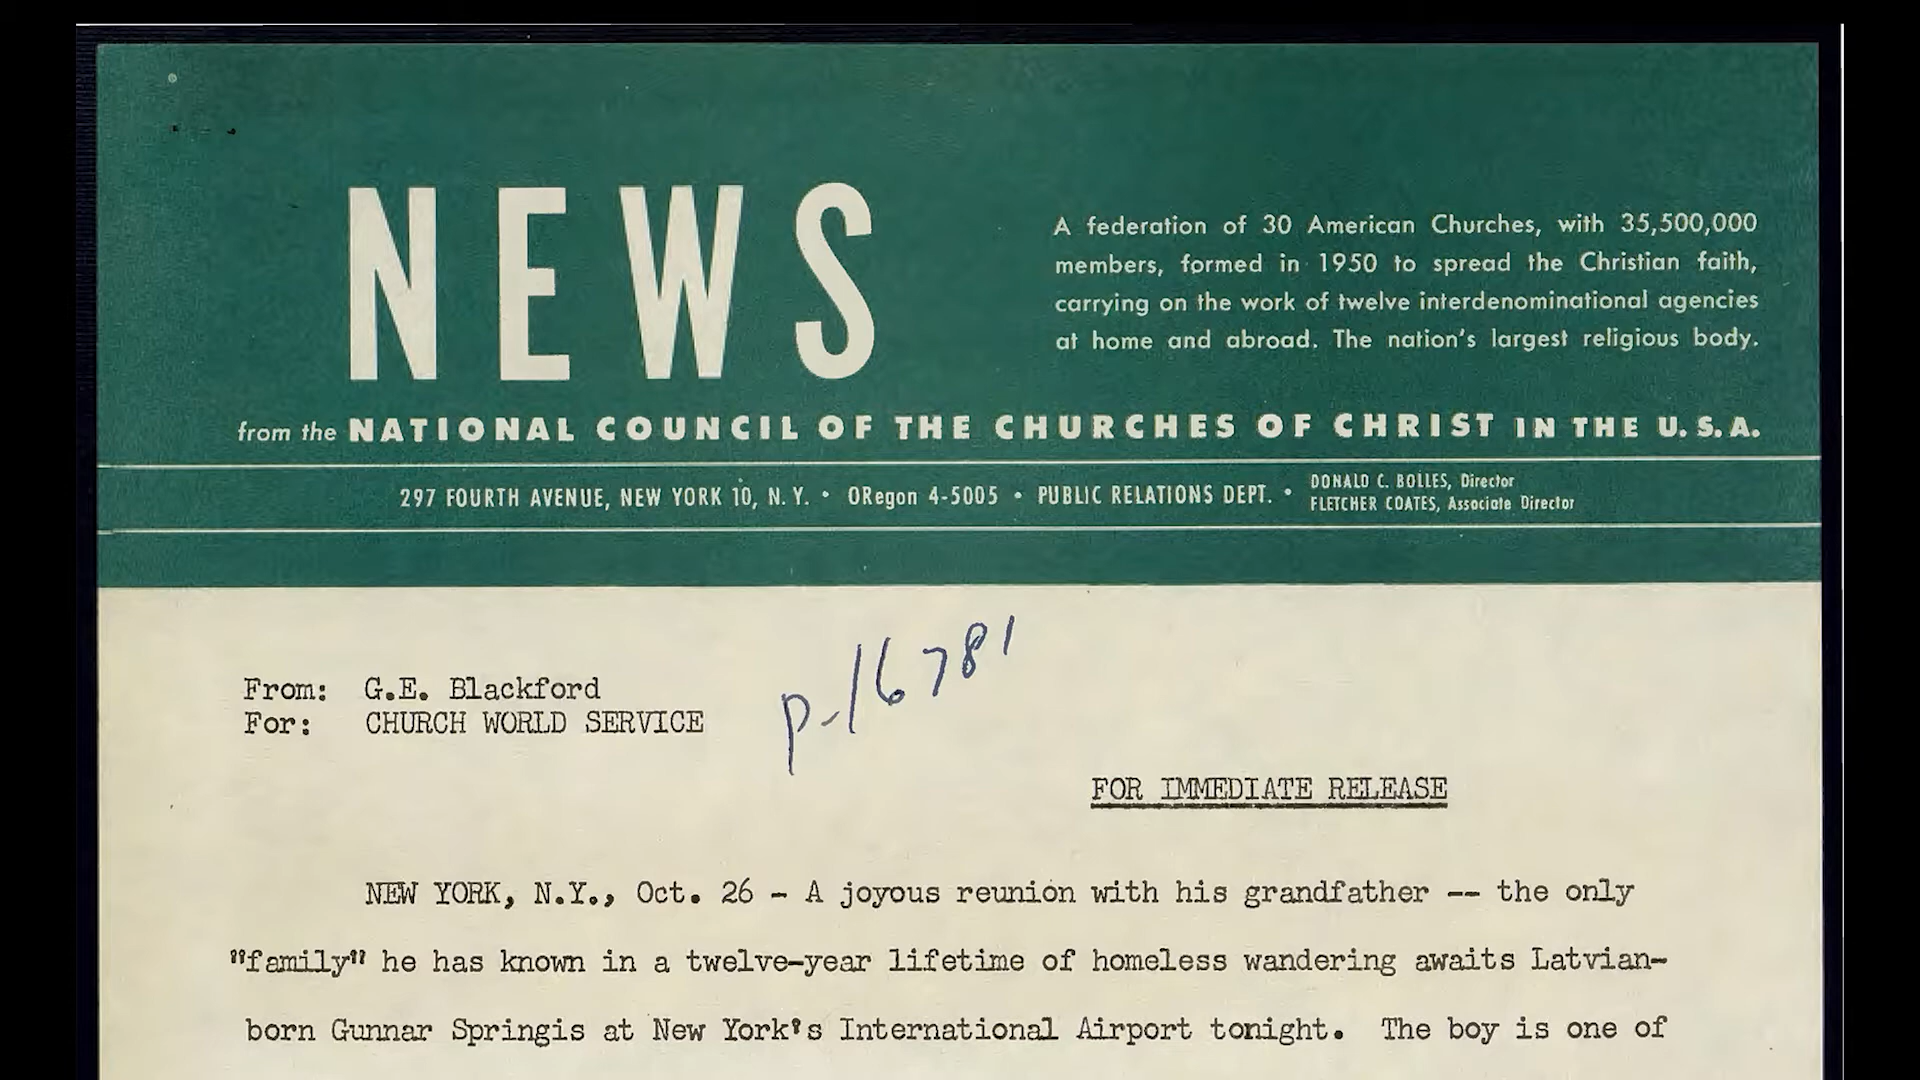 NEWS
A federation of 30 American Churches, with 35,500,000
members, formed in 1950 to spread the Christian faith,
carrying on the work of twelve interdenominational agencies
at home and abroad. The nation's largest religious body.
from the NATIONAL COUNCIL OF THE CHURCHES OF CHRIST IN THE U.S.A.
297 FOURTH AVENUE, NEW YORK 10, N.Y. • ORegon 4-5005 • PUBLIC RELATIONS DEPT. •
DONALD C. BOLLES, Director
FLETCHER COATES, Associate Director
p-16781
From: G.E. Blackford
For: CHURCH WORLD SERVICE
FOR IMMEDIATE RELEASE
NEW YORK, N.Y., Oct. 26 - A joyous reunion with his grandfather -- the only
"family" he has known in a twelve-year lifetime of homeless wandering awaits Latvian-
born Gunnar Springis at New York's International Airport tonight. The boy is one of